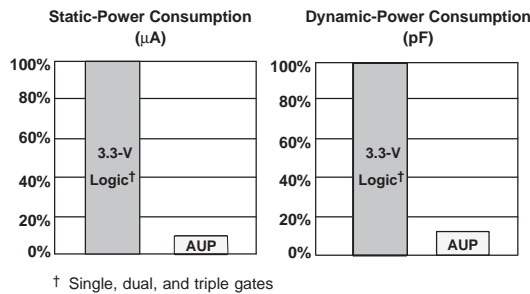 Static-Power Consumption
(μA)
100%
80%
60%
40%
20%
0%
3.3-V
Logic†
AUP
Dynamic-Power Consumption
(pF)
100%
80%
60%
40%
20%
0%
3.3-V
Logic†
AUP
† Single, dual, and triple gates